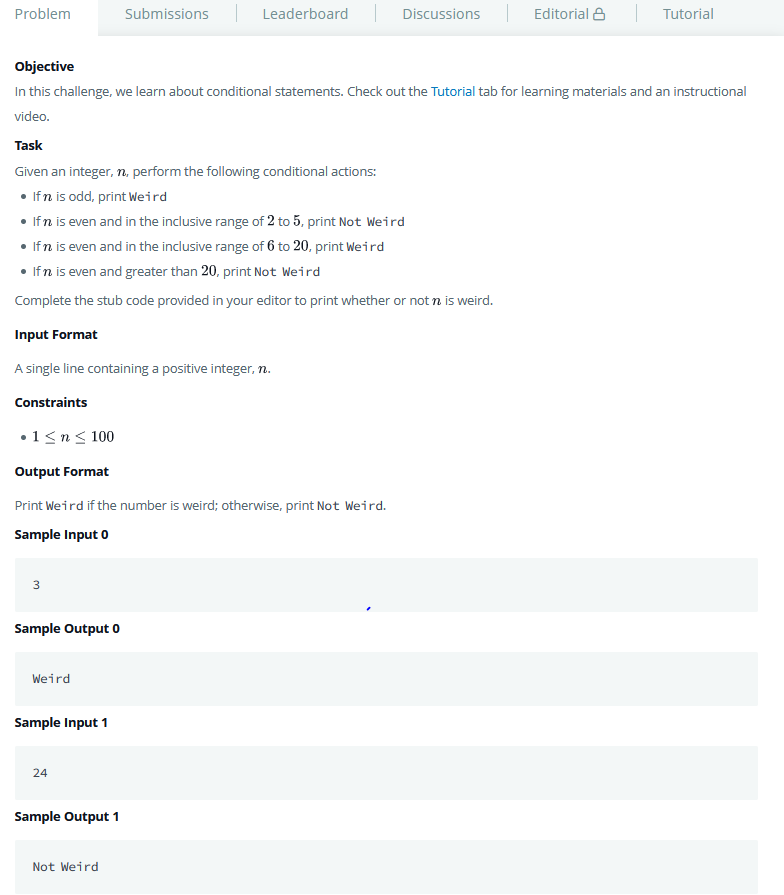 Problem
Submissions
Leaderboard
Discussions
Editorial
Tutorial
Objective
In this challenge, we learn about conditional statements. Check out the Tutorial tab for learning materials and an instructional
video.
Task
Given an integer, n, perform the following conditional actions:
• If n is odd, print Weird
• If n is even and in the inclusive range of 2 to 5, print Not Weird
• If n is even and in the inclusive range of 6 to 20, print Weird
• If n is even and greater than 20, print Not Weird
Complete the stub code provided in your editor to print whether or not n is weird.
Input Format
A single line containing a positive integer, n.
Constraints
• 1 ≤ n ≤ 100
Output Format
Print Weird if the number is weird; otherwise, print Not Weird.
Sample Input 0
3
Sample Output 0
Weird
Sample Input 1
24
Sample Output 1
Not Weird